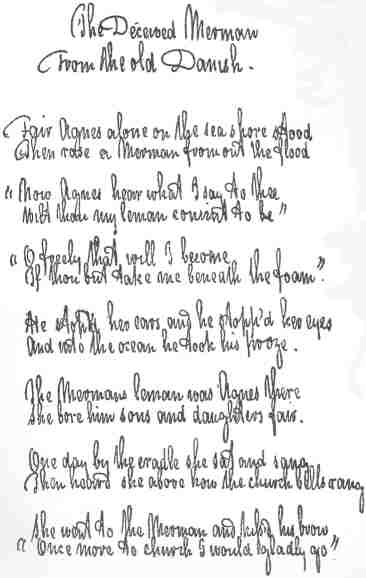 The Deceived Merman
From the old Danish.
Fair Agnes alone on the sea shore stood
Then rose a Merman from out the flood
"Now Agnes hear what I say to thee
Wilt thou my leman consent to be"
"O freely that will I become
If thou but take me beneath the foam".
He stopp'd her ears and he stopp'd her eyes
And into the ocean he took his prize.
The Mermans leman was Agnes there
She bore him sons and daughters fair.
One day by the cradle she sat and sang
Then heard she above how the church bells rang
She went to the Merman and kiss'd his brow
"Once more to church I would gladly go"